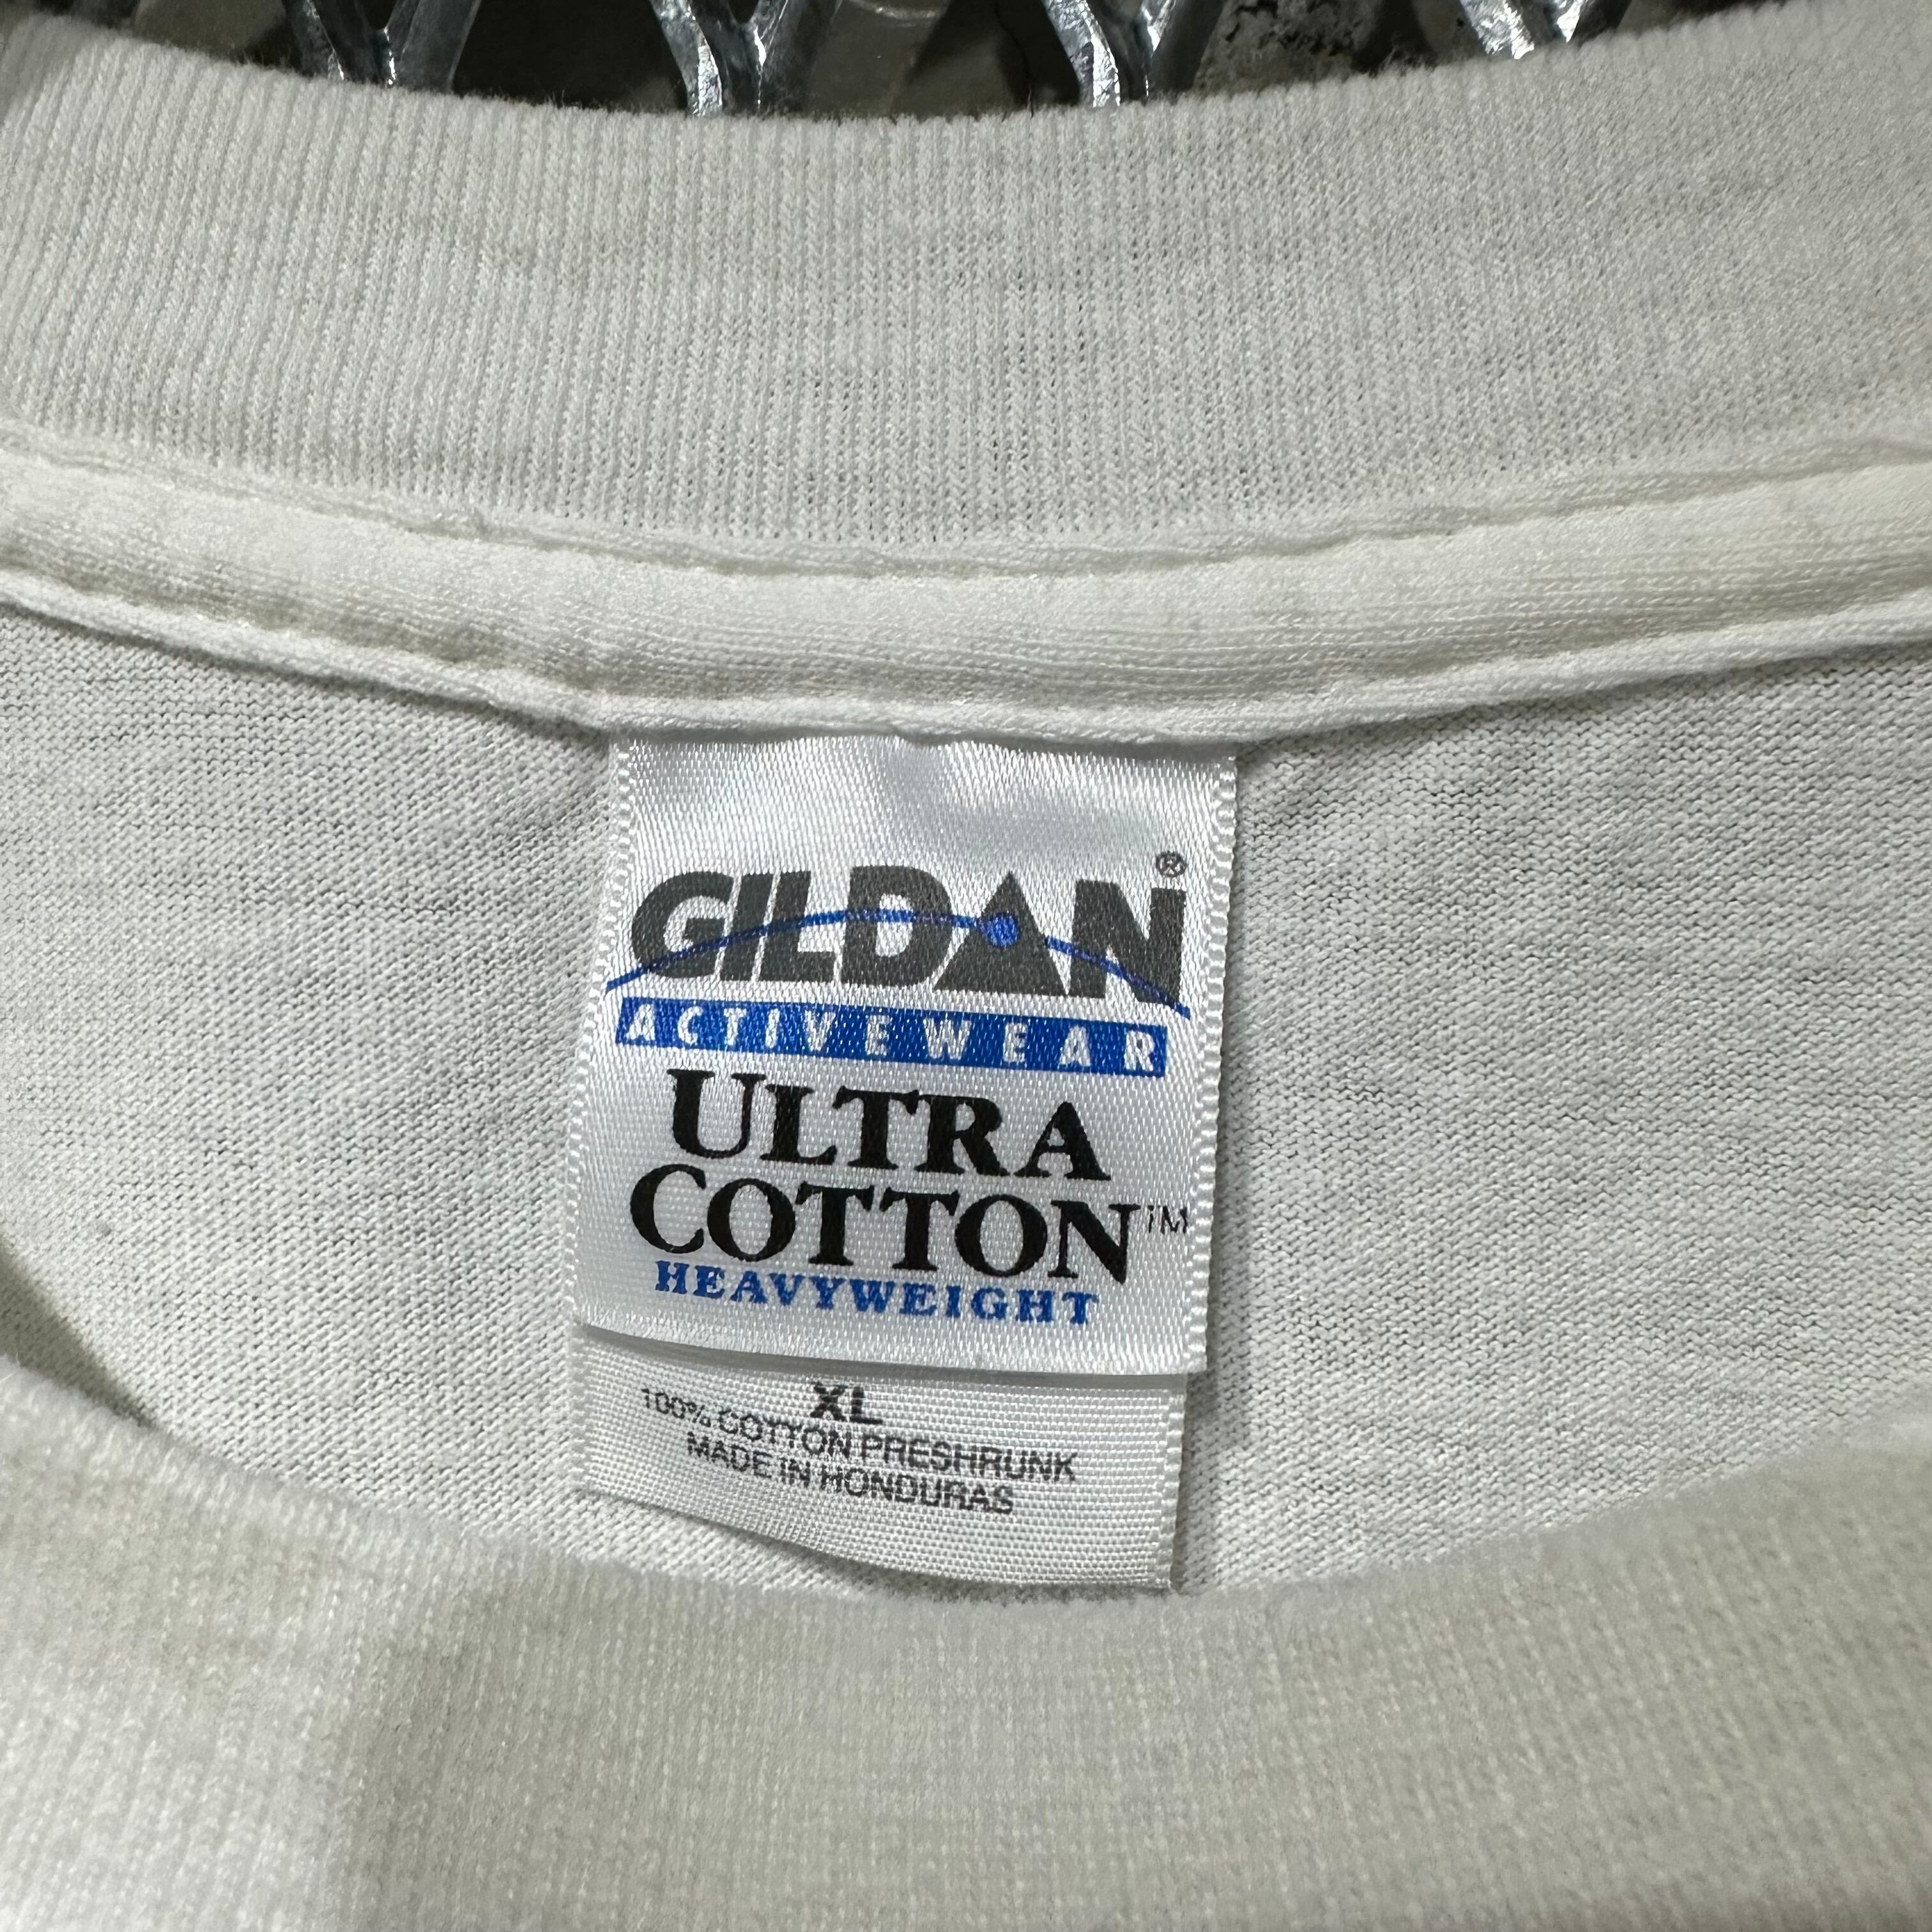 GILDAN®
ACTIVEWEAR
ULTRA
COTTON™
HEAVYWEIGHT
XL
100% COTTON PRESHRUNK
MADE IN HONDURAS